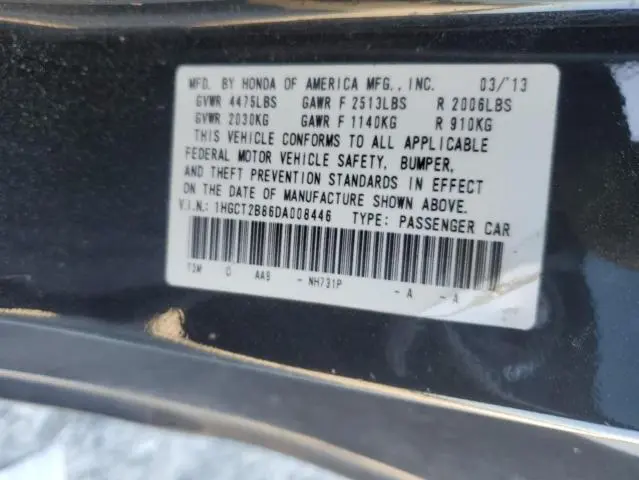 MFD. BY HONDA OF AMERICA MFG., INC. 03/'13
GVWR 4475LBS GAWR F 2513LBS R 2006LBS
GVWR 2030KG GAWR F 1140KG R 910KG
THIS VEHICLE CONFORMS TO ALL APPLICABLE
FEDERAL MOTOR VEHICLE SAFETY, BUMPER,
AND THEFT PREVENTION STANDARDS IN EFFECT
ON THE DATE OF MANUFACTURE SHOWN ABOVE.
V.I.N.: 1HGCT2B86DA008446 TYPE: PASSENGER CAR
C AA9 - NH731P - A - A